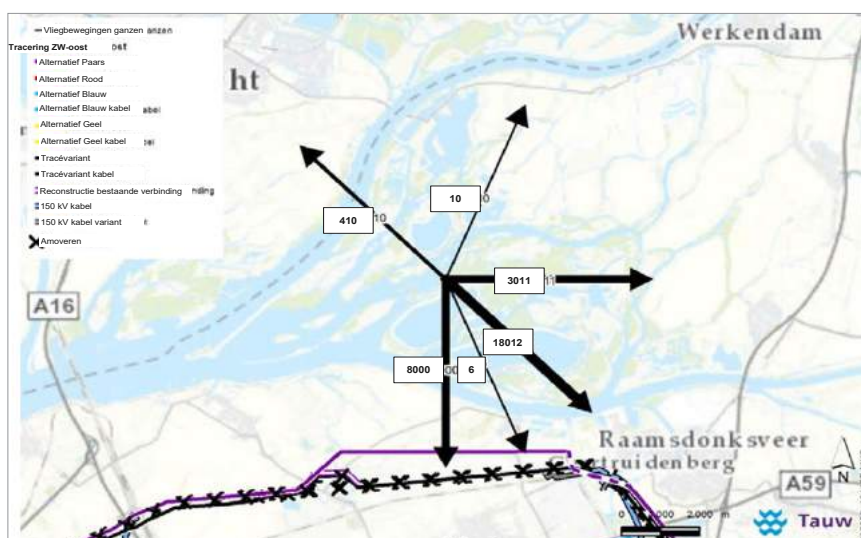 Vliegbewegingen ganzen
Tracering ZW-oost
Alternatief Paars
Alternatief Rood
Alternatief Blauw
Alternatief Blauw kabel
Alternatief Geel
Alternatief Geel kabel
Tracévariant
Tracévariant kabel
Reconstructie bestaande verbinding
150 kV kabel
150 kV kabel variant
Amoveren
Werkendam
ht
10
410
3011
A16
18012
8000
6
Raamsdonksveer
truidenberg
A59
N
2.000 m
Tauw